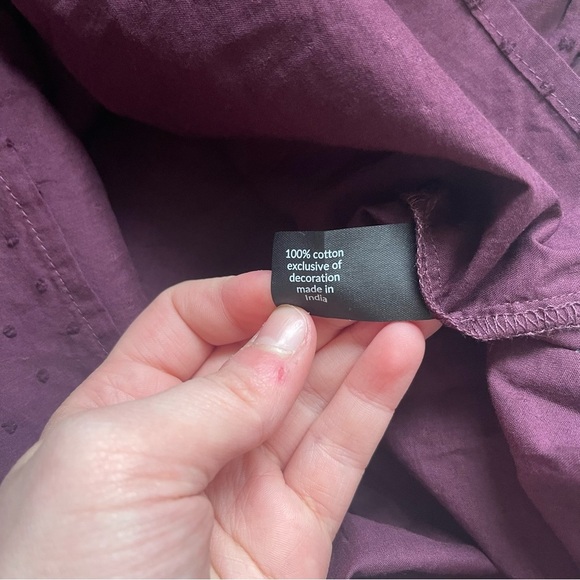 100% cotton
exclusive of
decoration
made in
India